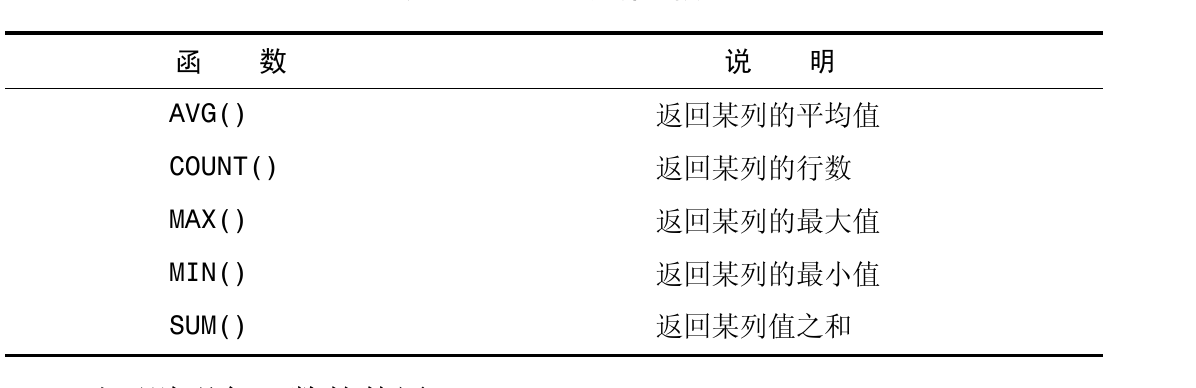 函 数 说 明
AVG() 返回某列的平均值
COUNT() 返回某列的行数
MAX() 返回某列的最大值
MIN() 返回某列的最小值
SUM() 返回某列值之和